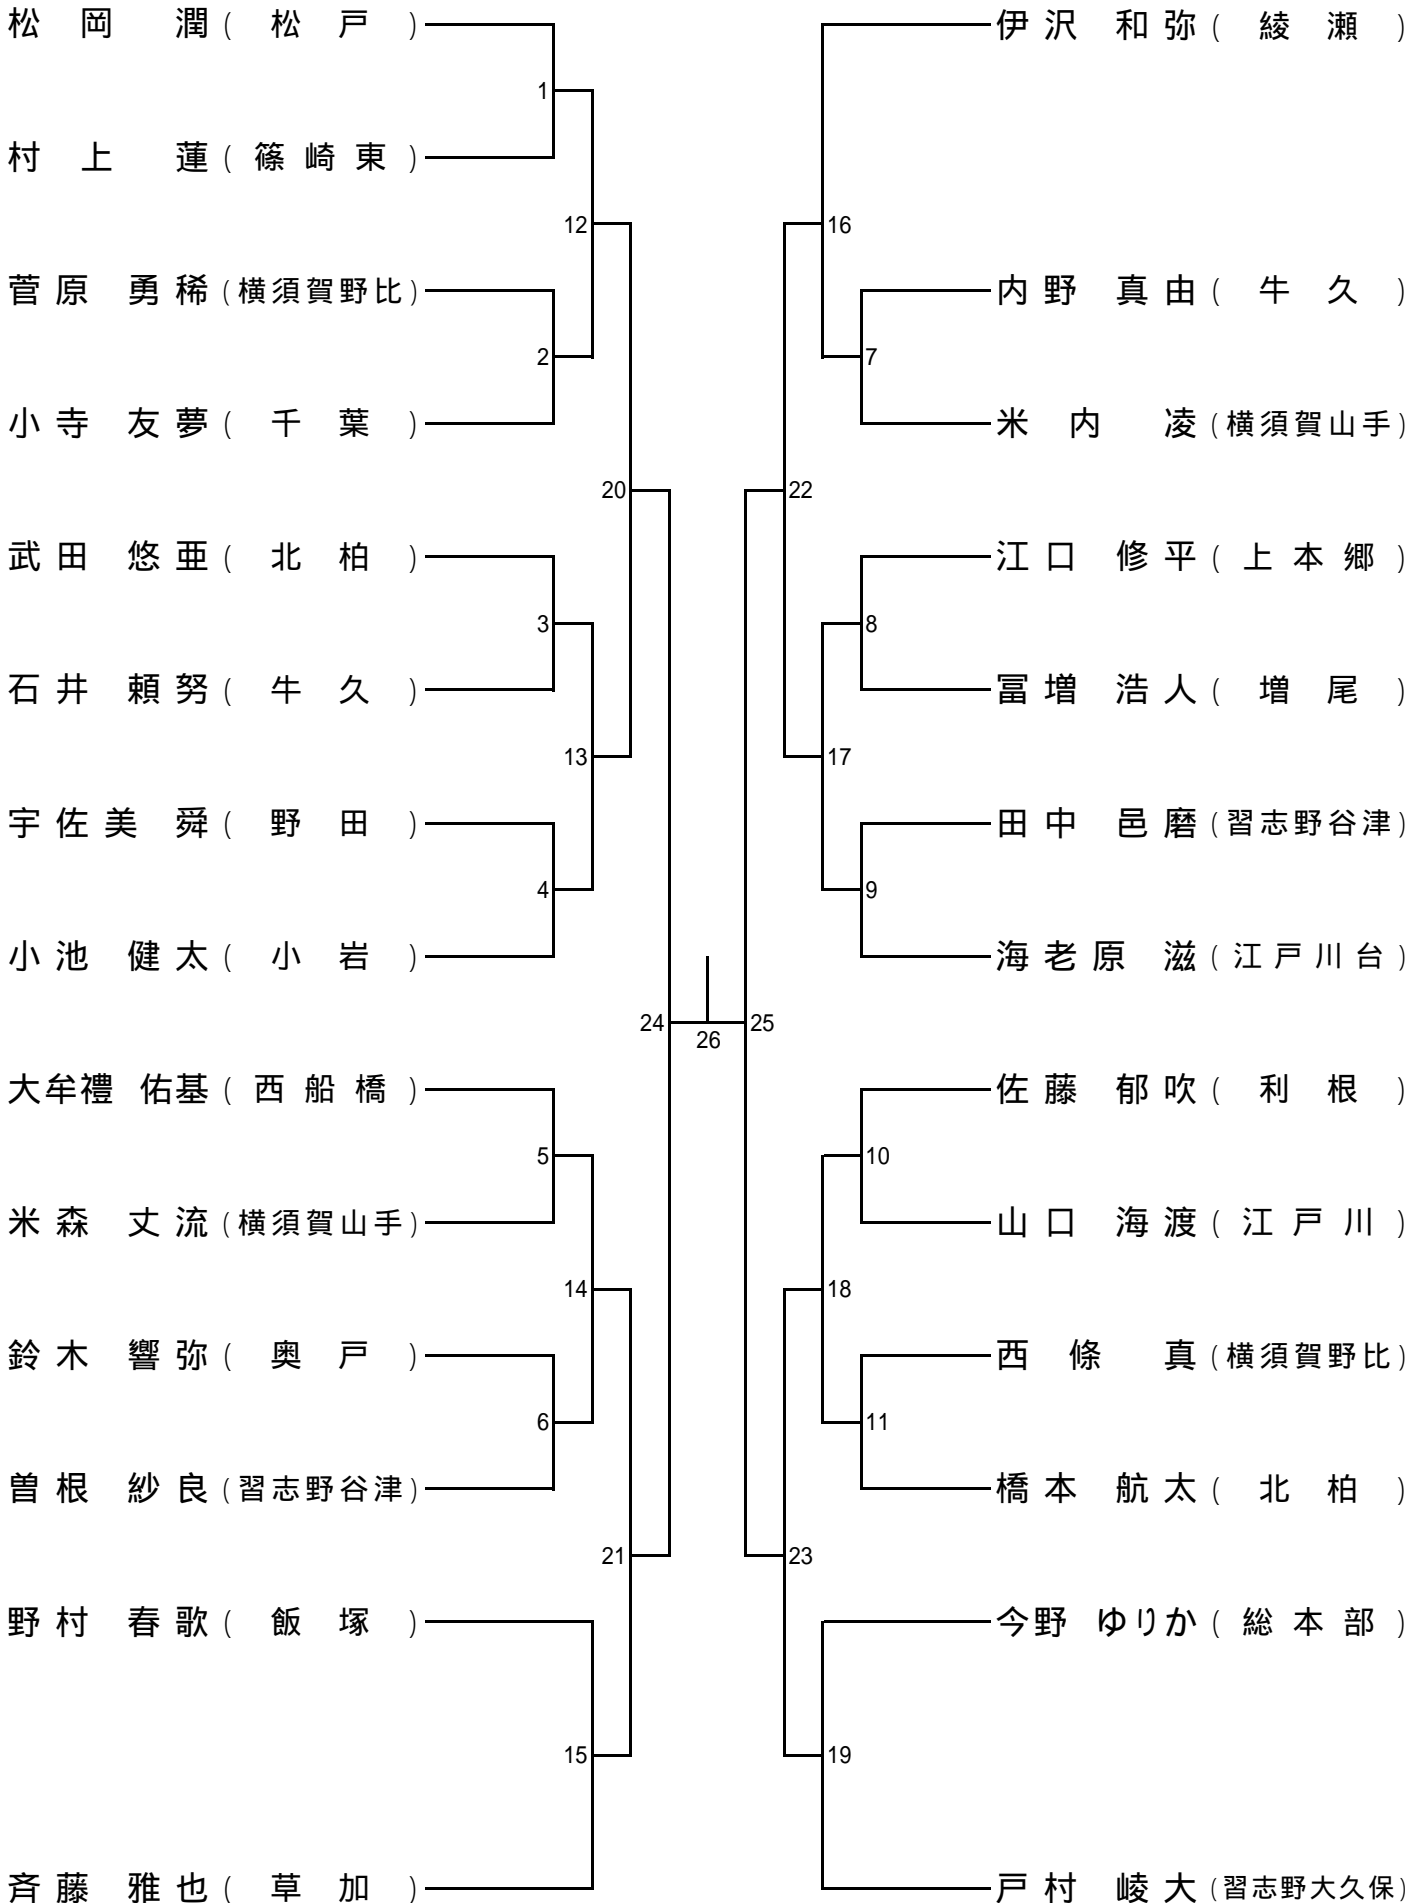 松岡 潤 (松戸)
1
村上 蓮 (篠崎東)
12
菅原 勇稀 (横須賀野比)
2
小寺 友夢 (千葉)
20
武田 悠亜 (北柏)
3
石井 頼努 (牛久)
13
宇佐美 舜 (野田)
4
小池 健太 (小岩)
24
大牟禮 佑基 (西船橋)
5
米森 丈流 (横須賀山手)
14
鈴木 響弥 (奥戸)
6
曽根 紗良 (習志野谷津)
21
野村 春歌 (飯塚)
15
斉藤 雅也 (草加)
26
伊沢 和弥 (綾瀬)
16
内野 真由 (牛久)
7
米内 凌 (横須賀山手)
22
江口 修平 (上本郷)
8
冨増 浩人 (増尾)
17
田中 邑磨 (習志野谷津)
9
海老原 滋 (江戸川台)
25
佐藤 郁吹 (利根)
10
山口 海渡 (江戸川)
18
西條 真 (横須賀野比)
11
橋本 航太 (北柏)
23
今野 ゆりか (総本部)
19
戸村 崚大 (習志野大久保)